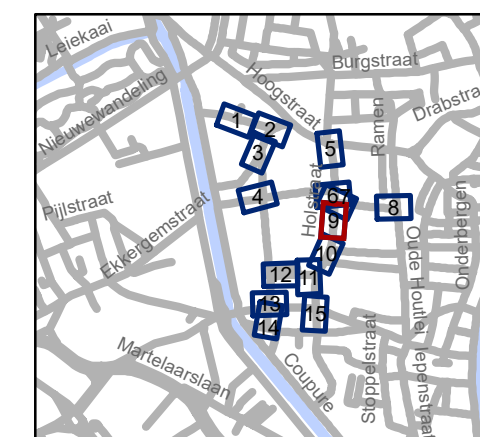 Leiekaai
Burgstraat
Hoogstraat
Nieuwewandeling
Ramen
Drabstra
1
2
3
5
4
Pijlstraat
Ekkergemstraat
Holstraat
6
7
8
9
Onderbergen
10
Oude Houtlei
12
11
13
15
14
Iepenstraat
Stoppelstraat
Martelaarslaan
Coupure